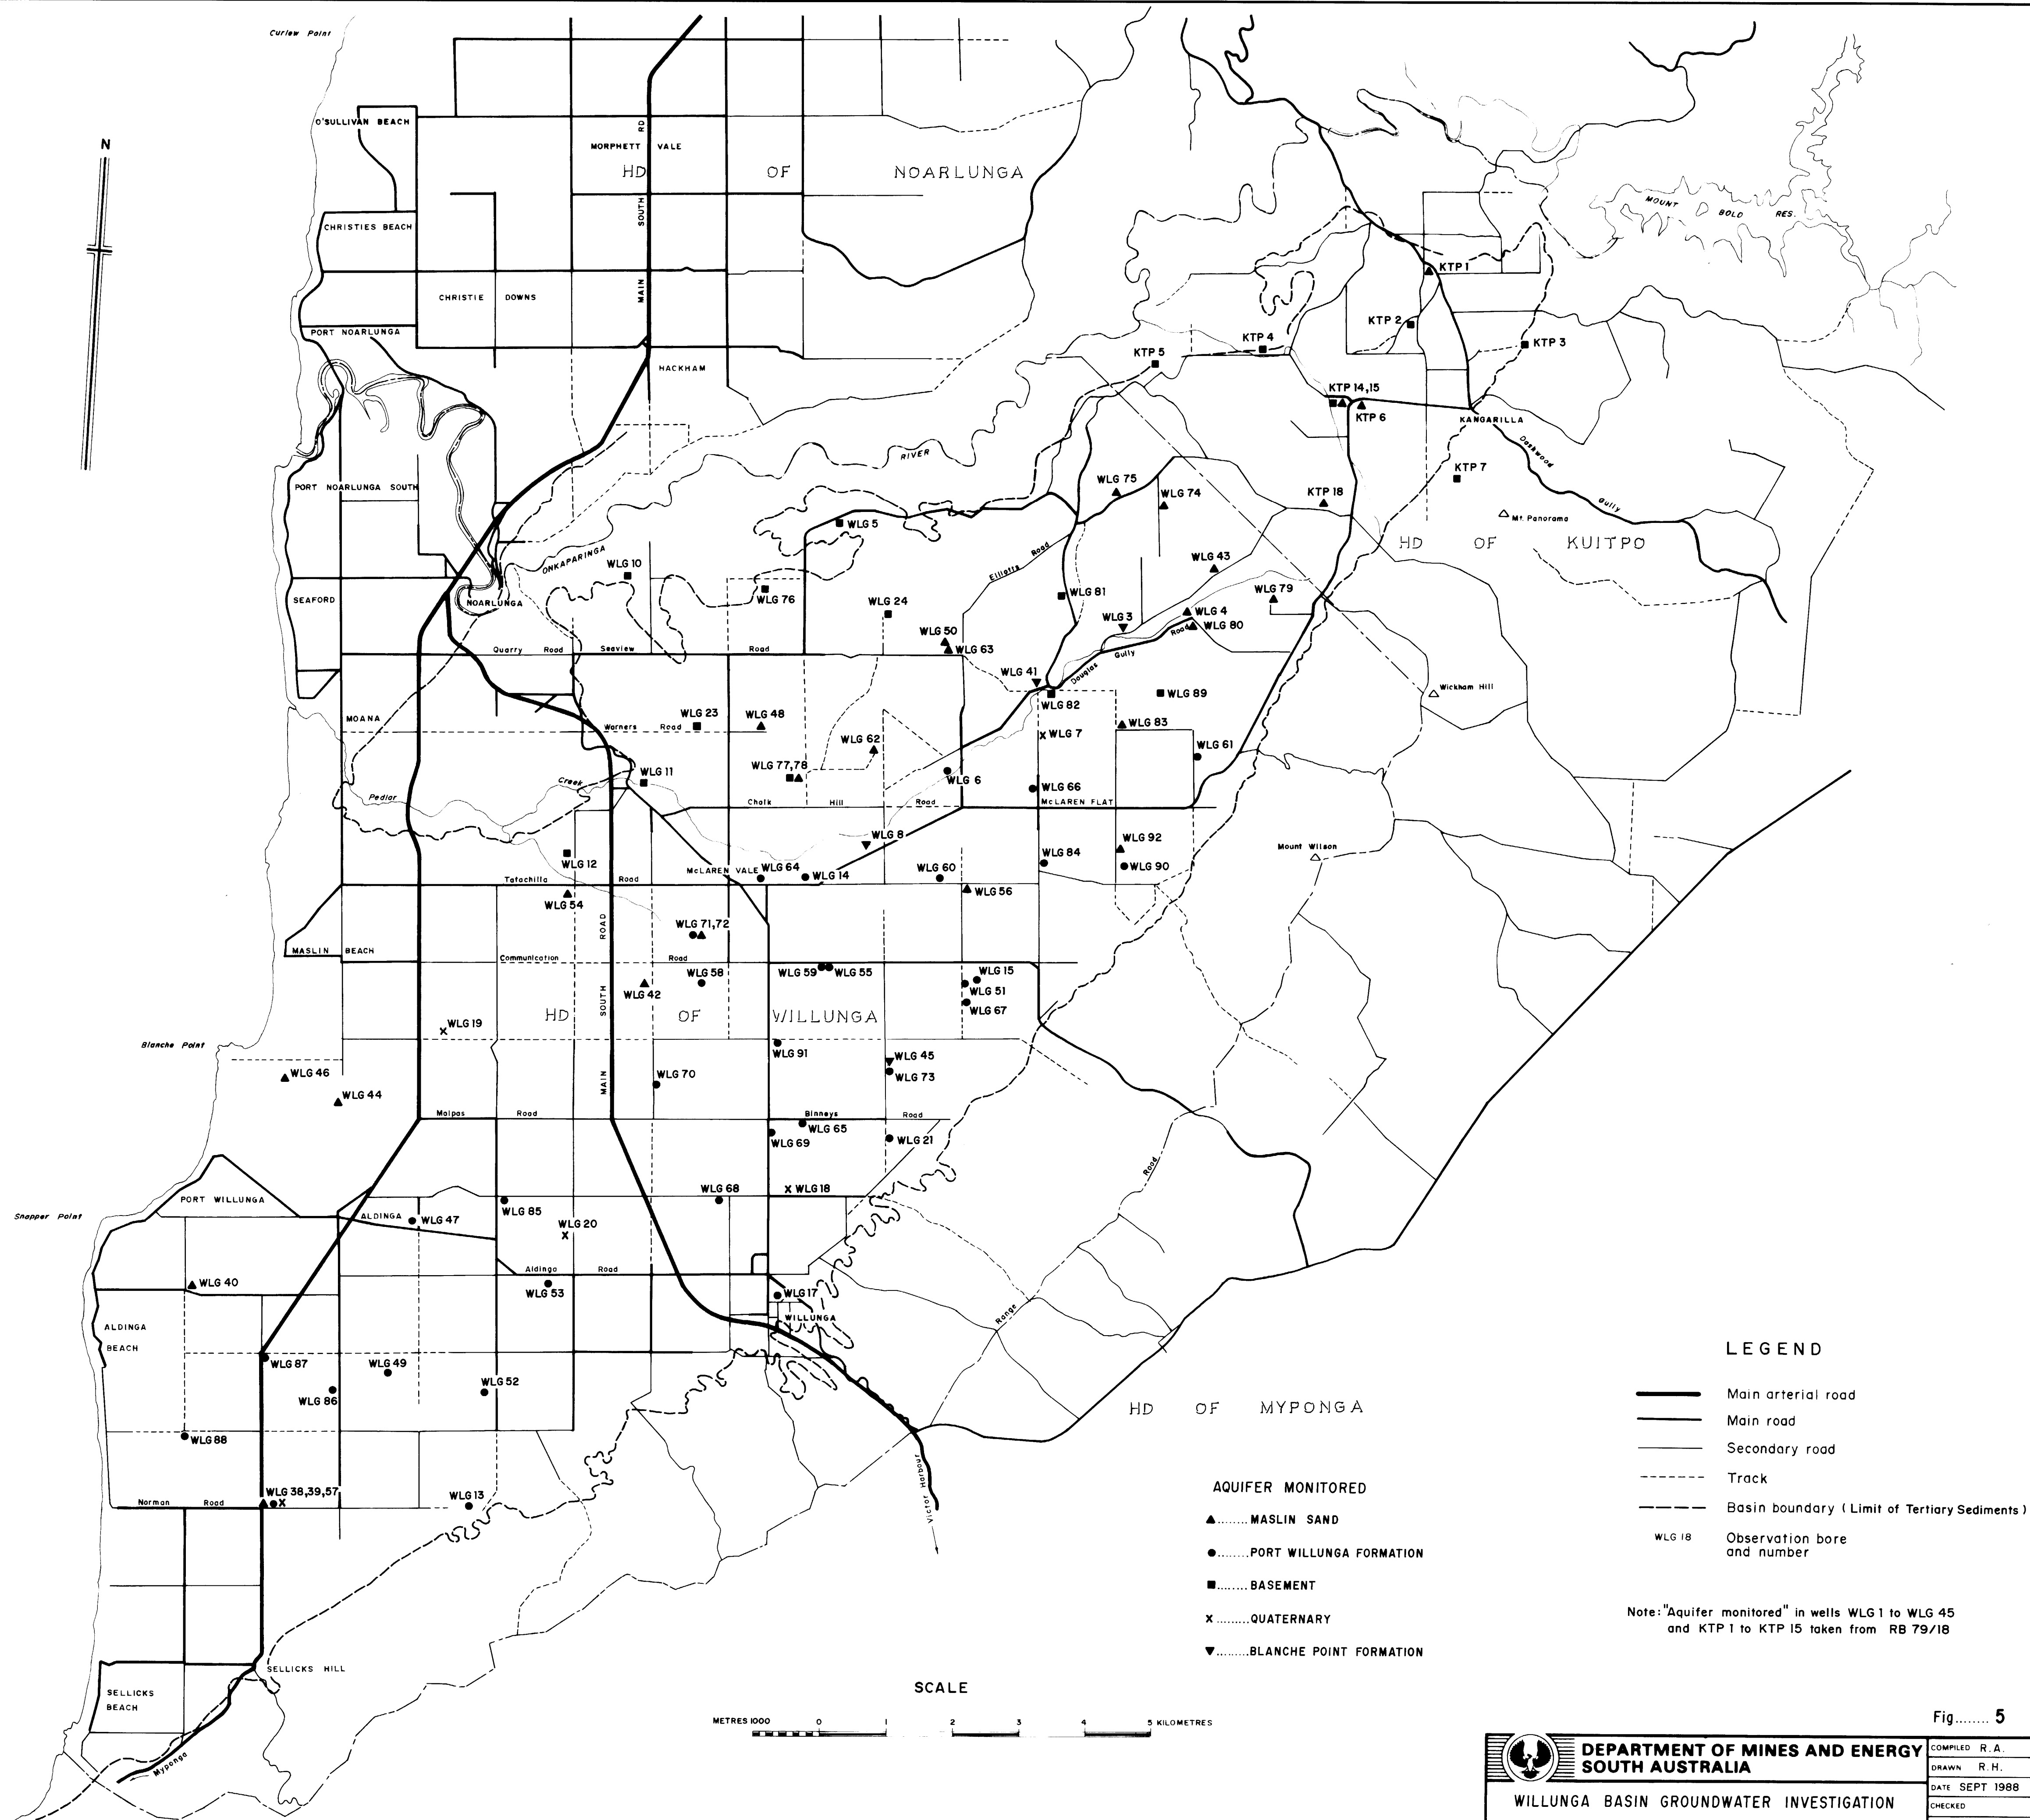 Curlew Point
O'SULLIVAN BEACH
N
RD
MORPHETT VALE
HD OF NOARLUNGA
MOUNT BOLD RES.
SOUTH
CHRISTIES BEACH
KTP 1
MAIN
CHRISTIE DOWNS
KTP 2
PORT NOARLUNGA
KTP 4
KTP 3
KTP 5
HACKHAM
KTP 14,15
KTP 6
KANGARILLA
Dashwood
Gully
RIVER
KTP 7
WLG 75
PORT NOARLUNGA SOUTH
WLG 74
KTP 18
Mt. Panorama
WLG 5
HD OF KUITPO
Elliotts Road
ONKAPARINGA
WLG 10
WLG 43
SEAFORD
NOARLUNGA
WLG 76
WLG 24
WLG 81
WLG 79
WLG 3
WLG 4
WLG 80
WLG 50
WLG 63
Quarry Road Seaview Road
Douglas Gully Road
WLG 41
WLG 82
WLG 89
Wickham Hill
MOANA
WLG 23
WLG 48
Warners Road
WLG 83
WLG 7
WLG 62
WLG 61
WLG 11
WLG 77,78
WLG 6
WLG 66
Pedlar Creek
Chalk Hill Road
McLAREN FLAT
WLG 8
WLG 92
Mount Wilson
WLG 12
WLG 84
WLG 90
McLAREN VALE
WLG 64
WLG 14
WLG 60
Tatachilla Road
WLG 56
WLG 54
WLG 71,72
ROAD
MASLIN BEACH
Communication Road
WLG 58
WLG 59
WLG 55
WLG 15
WLG 42
WLG 51
WLG 67
SOUTH
HD OF WILLUNGA
WLG 19
Blanche Point
WLG 91
WLG 45
WLG 46
WLG 70
WLG 73
MAIN
WLG 44
Malpas Road
Binneys Road
WLG 65
WLG 69
WLG 21
Road
PORT WILLUNGA
WLG 68
WLG 18
Snapper Point
ALDINGA
WLG 47
WLG 85
WLG 20
Aldinga Road
WLG 40
WLG 53
WLG 17
Range
WILLUNGA
ALDINGA
BEACH
LEGEND
WLG 87
WLG 49
WLG 52
WLG 86
Main arterial road
HD OF MYPONGA
Main road
WLG 88
Secondary road
Victor Harbour
AQUIFER MONITORED
Track
WLG 38,39,57
Norman Road
WLG 13
Basin boundary ( Limit of Tertiary Sediments )
MASLIN SAND
WLG 18 Observation bore
and number
PORT WILLUNGA FORMATION
BASEMENT
QUATERNARY
Note: "Aquifer monitored" in wells WLG 1 to WLG 45
and KTP 1 to KTP 15 taken from RB 79/18
BLANCHE POINT FORMATION
SELLICKS HILL
SELLICKS
BEACH
SCALE
METRES 1000 0 1 2 3 4 5 KILOMETRES
Myponga
Fig........ 5
DEPARTMENT OF MINES AND ENERGY
SOUTH AUSTRALIA
COMPILED R.A.
DRAWN R.H.
DATE SEPT 1988
CHECKED
WILLUNGA BASIN GROUNDWATER INVESTIGATION